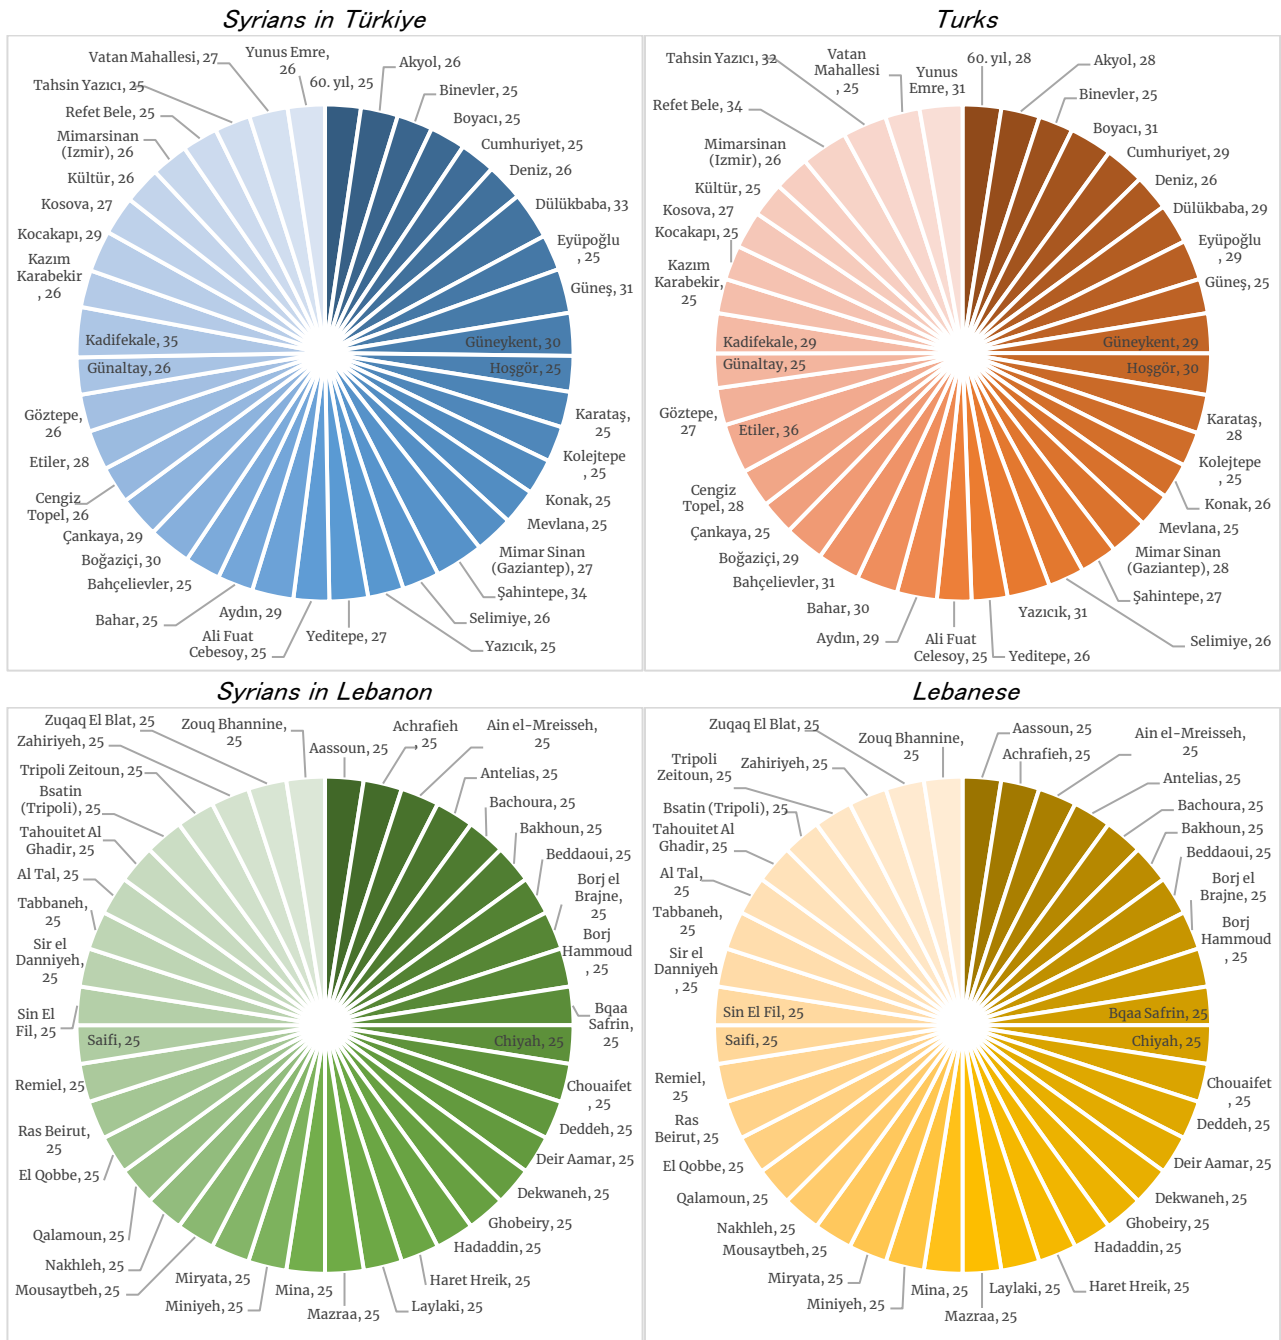 Syrians in Türkiye
60. yıl, 25
Akyol, 26
Binevler, 25
Boyacı, 25
Cumhuriyet, 25
Deniz, 26
Dülükbaba, 33
Eyüpoğlu
, 25
Güneş, 31
Güneykent, 30
Hoşgör, 25
Karataş,
25
Kolejtepe
, 25
Konak, 25
Mevlana, 25
Mimar Sinan
(Gaziantep), 27
Şahintepe, 34
Selimiye, 26
Yazıcık, 25
Yeditepe, 27
Ali Fuat
Cebesoy, 25
Aydın, 29
Bahar, 25
Bahçelievler, 25
Boğaziçi, 30
Çankaya, 29
Cengiz
Topel, 26
Etiler, 28
Göztepe,
26
Günaltay, 26
Kadifekale, 35
Kazım
Karabekir
, 26
Kocakapı, 29
Kosova, 27
Kültür, 26
Mimarsinan
(Izmir), 26
Refet Bele, 25
Tahsin Yazıcı, 25
Vatan Mahallesi, 27
Yunus Emre,
26
Turks
60. yıl, 28
Akyol, 28
Binevler, 25
Boyacı, 31
Cumhuriyet, 29
Deniz, 26
Dülükbaba, 29
Eyüpoğlu
, 29
Güneş, 25
Güneykent, 29
Hoşgör, 30
Karataş,
28
Kolejtepe
, 25
Konak, 26
Mevlana, 25
Mimar Sinan
(Gaziantep), 28
Şahintepe, 27
Selimiye, 26
Yazıcık, 31
Yeditepe, 26
Ali Fuat
Celesoy, 25
Aydın, 29
Bahar, 30
Bahçelievler, 31
Boğaziçi, 29
Çankaya, 25
Cengiz
Topel, 28
Etiler, 36
Göztepe,
27
Günaltay, 25
Kadifekale, 29
Kazım
Karabekir,
25
Kocakapı, 25
Kosova, 27
Kültür, 25
Mimarsinan
(Izmir), 26
Refet Bele, 34
Tahsin Yazıcı, 32
Vatan
Mahallesi
, 25
Yunus
Emre, 31
Syrians in Lebanon
Aassoun, 25
Achrafieh
, 25
Ain el-Mreisseh,
25
Antelias, 25
Bachoura, 25
Bakhoun, 25
Beddaoui, 25
Borj el
Brajne,
25
Borj
Hammoud
, 25
Bqaa
Safrin,
25
Chiyah, 25
Chouaifet
, 25
Deddeh, 25
Deir Aamar, 25
Dekwaneh, 25
Ghobeiry, 25
Hadaddin, 25
Haret Hreik, 25
Laylaki, 25
Mazraa, 25
Mina, 25
Miniyeh, 25
Miryata, 25
Mousaytbeh, 25
Nakhleh, 25
Qalamoun, 25
El Qobbe, 25
Ras Beirut,
25
Remiel, 25
Saifi, 25
Sin El
Fil, 25
Sir el
Danniyeh,
25
Tabbaneh,
25
Al Tal, 25
Tahouitet Al
Ghadir, 25
Bsatin
(Tripoli), 25
Tripoli Zeitoun, 25
Zahiriyeh, 25
Zuqaq El Blat, 25
Zouq Bhannine,
25
Lebanese
Aassoun, 25
Achrafieh, 25
Ain el-Mreisseh,
25
Antelias, 25
Bachoura, 25
Bakhoun, 25
Beddaoui, 25
Borj el
Brajne, 25
Borj
Hammoud
, 25
Bqaa Safrin, 25
Chiyah, 25
Chouaifet
, 25
Deddeh, 25
Deir Aamar, 25
Dekwaneh, 25
Ghobeiry, 25
Hadaddin, 25
Haret Hreik, 25
Laylaki, 25
Mazraa, 25
Mina, 25
Miniyeh, 25
Miryata, 25
Mousaytbeh, 25
Nakhleh, 25
Qalamoun, 25
El Qobbe, 25
Ras
Beirut, 25
Remiel,
25
Saifi, 25
Sin El Fil, 25
Sir el
Danniyeh
, 25
Tabbaneh,
25
Al Tal,
25
Tahouitet Al
Ghadir, 25
Bsatin (Tripoli), 25
Tripoli
Zeitoun, 25
Zahiriyeh, 25
Zuqaq El Blat, 25
Zouq Bhannine,
25